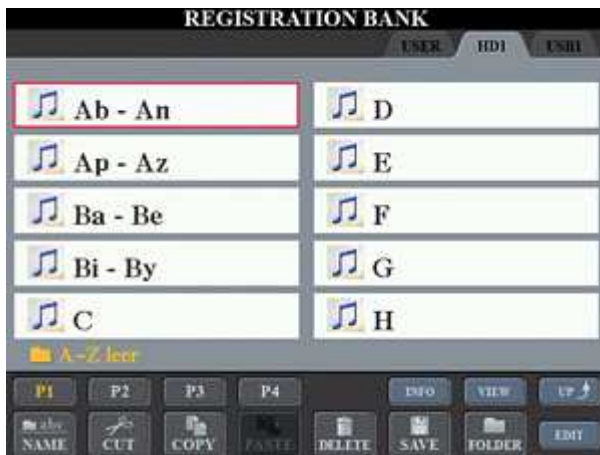 REGISTRATION BANK
USER HD1 USB1
Ab - An
D
Ap - Az
E
Ba - Be
F
Bi - By
G
C
H
A-Z leer
P1 P2 P3 P4 INFO VIEW UP
abc
NAME CUT COPY PASTE DELETE SAVE FOLDER EDIT